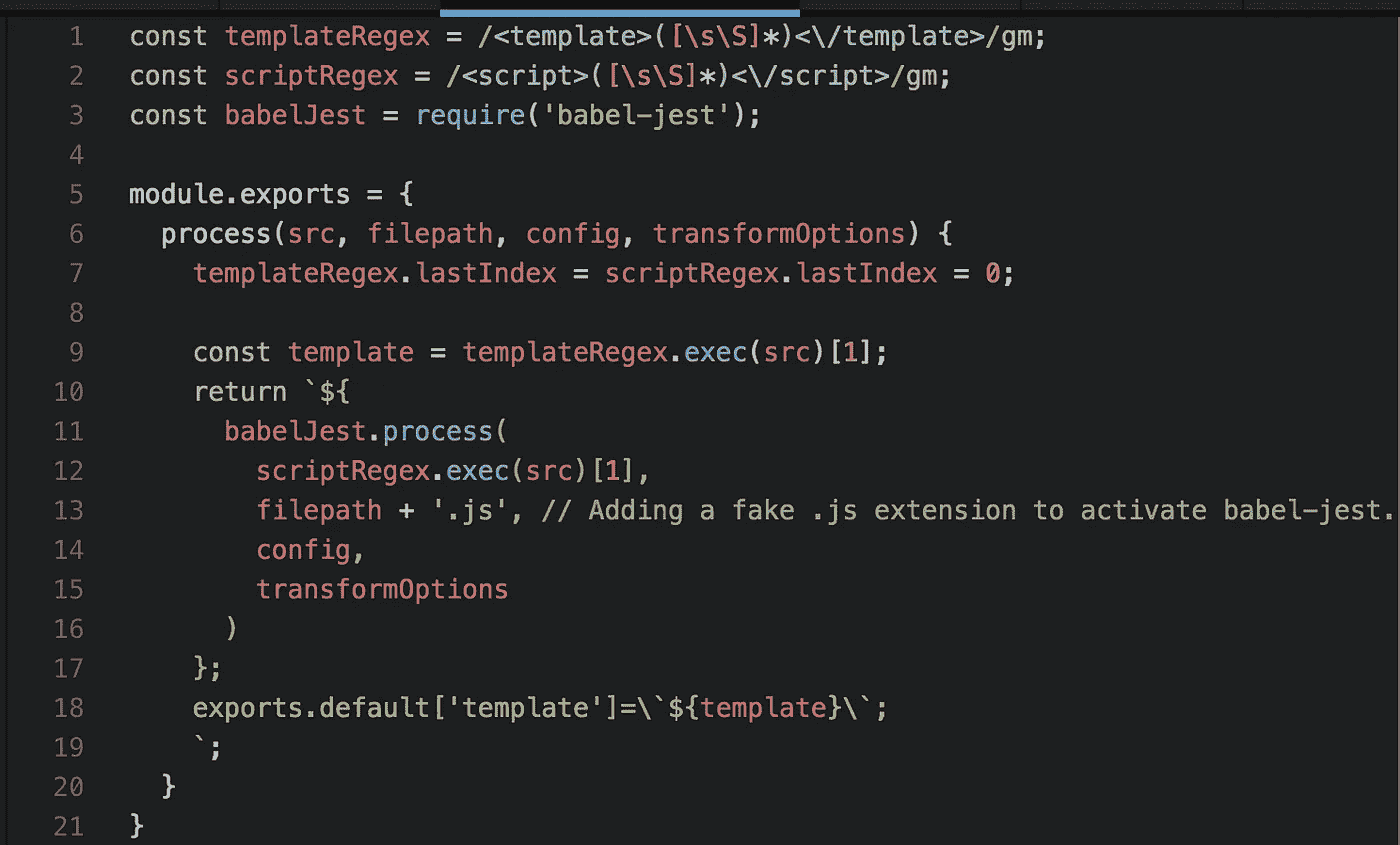 1 const templateRegex = /<template>([\s\S]*)<\/template>/gm;
2 const scriptRegex = /<script>([\s\S]*)<\/script>/gm;
3 const babelJest = require('babel-jest');
4
5 module.exports = {
6   process(src, filepath, config, transformOptions) {
7     templateRegex.lastIndex = scriptRegex.lastIndex = 0;
8
9     const template = templateRegex.exec(src)[1];
10     return `${
11       babelJest.process(
12         scriptRegex.exec(src)[1],
13         filepath + '.js', // Adding a fake .js extension to activate babel-jest.
14         config,
15         transformOptions
16       )
17     };
18     exports.default['template']=\`${template}\`;
19     `;
20   }
21 }